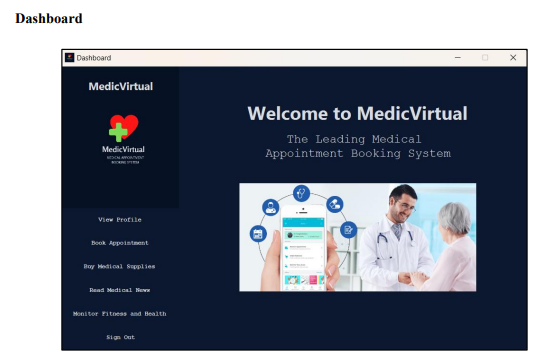 Dashboard
Dashboard
MedicVirtual
MedicVirtual
MEDICAL APPOINTMENT
BOOKING SYSTEM
View Profile
Book Appointment
Buy Medical Supplies
Read Medical News
Monitor Fitness and Health
Sign Out
Welcome to MedicVirtual
The Leading Medical
Appointment Booking System